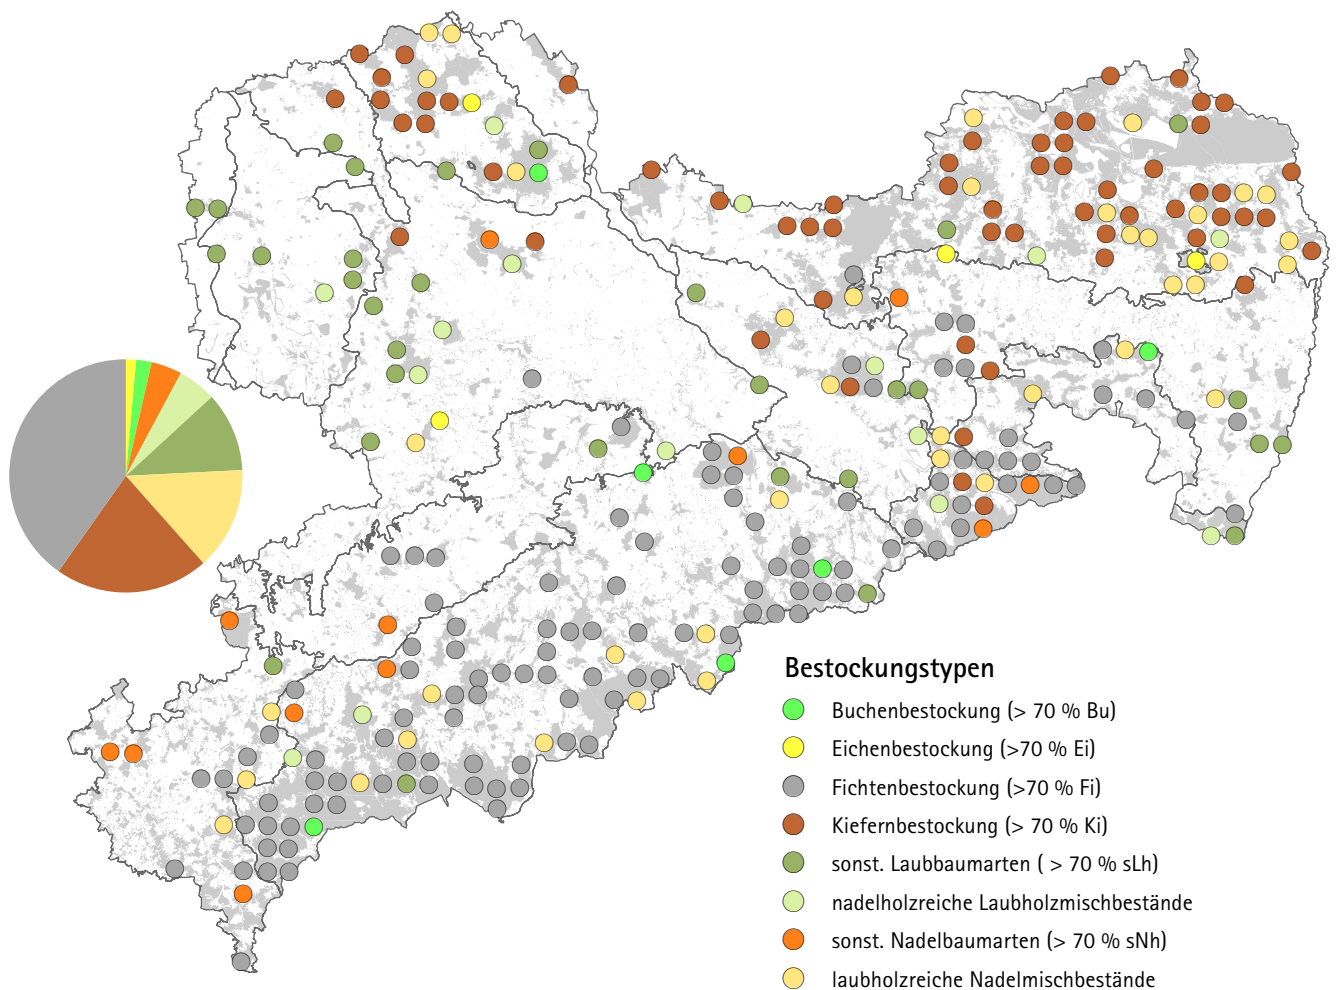 Bestockungstypen
Buchenbestockung (> 70 % Bu)
Eichenbestockung (>70 % Ei)
Fichtenbestockung (>70 % Fi)
Kiefernbestockung (> 70 % Ki)
sonst. Laubbaumarten ( > 70 % sLh)
nadelholzreiche Laubholzmischbestände
sonst. Nadelbaumarten (> 70 % sNh)
laubholzreiche Nadelmischbestände